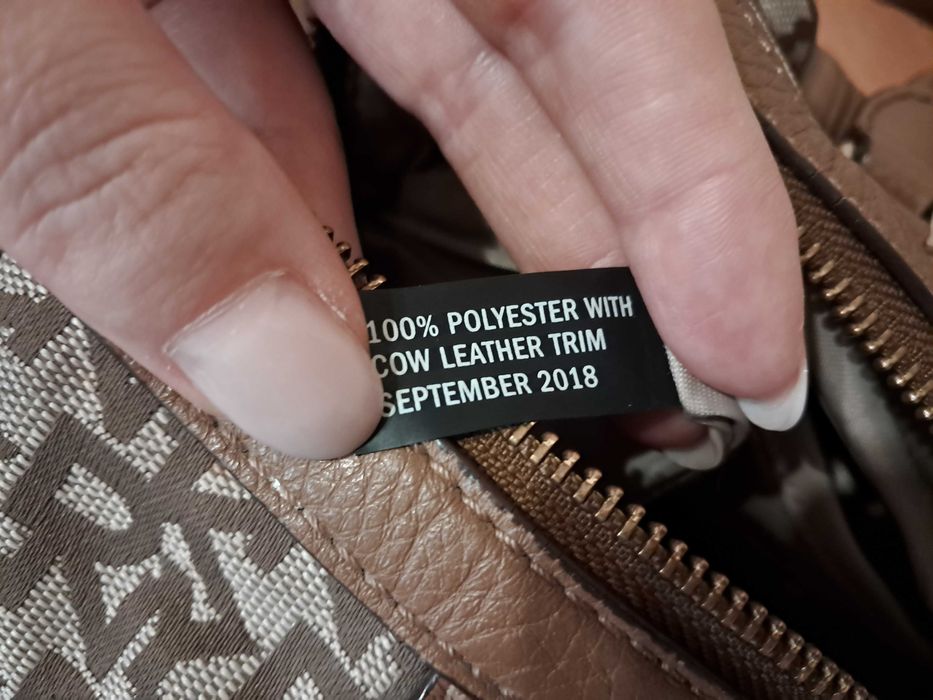 100% POLYESTER WITH
COW LEATHER TRIM
SEPTEMBER 2018